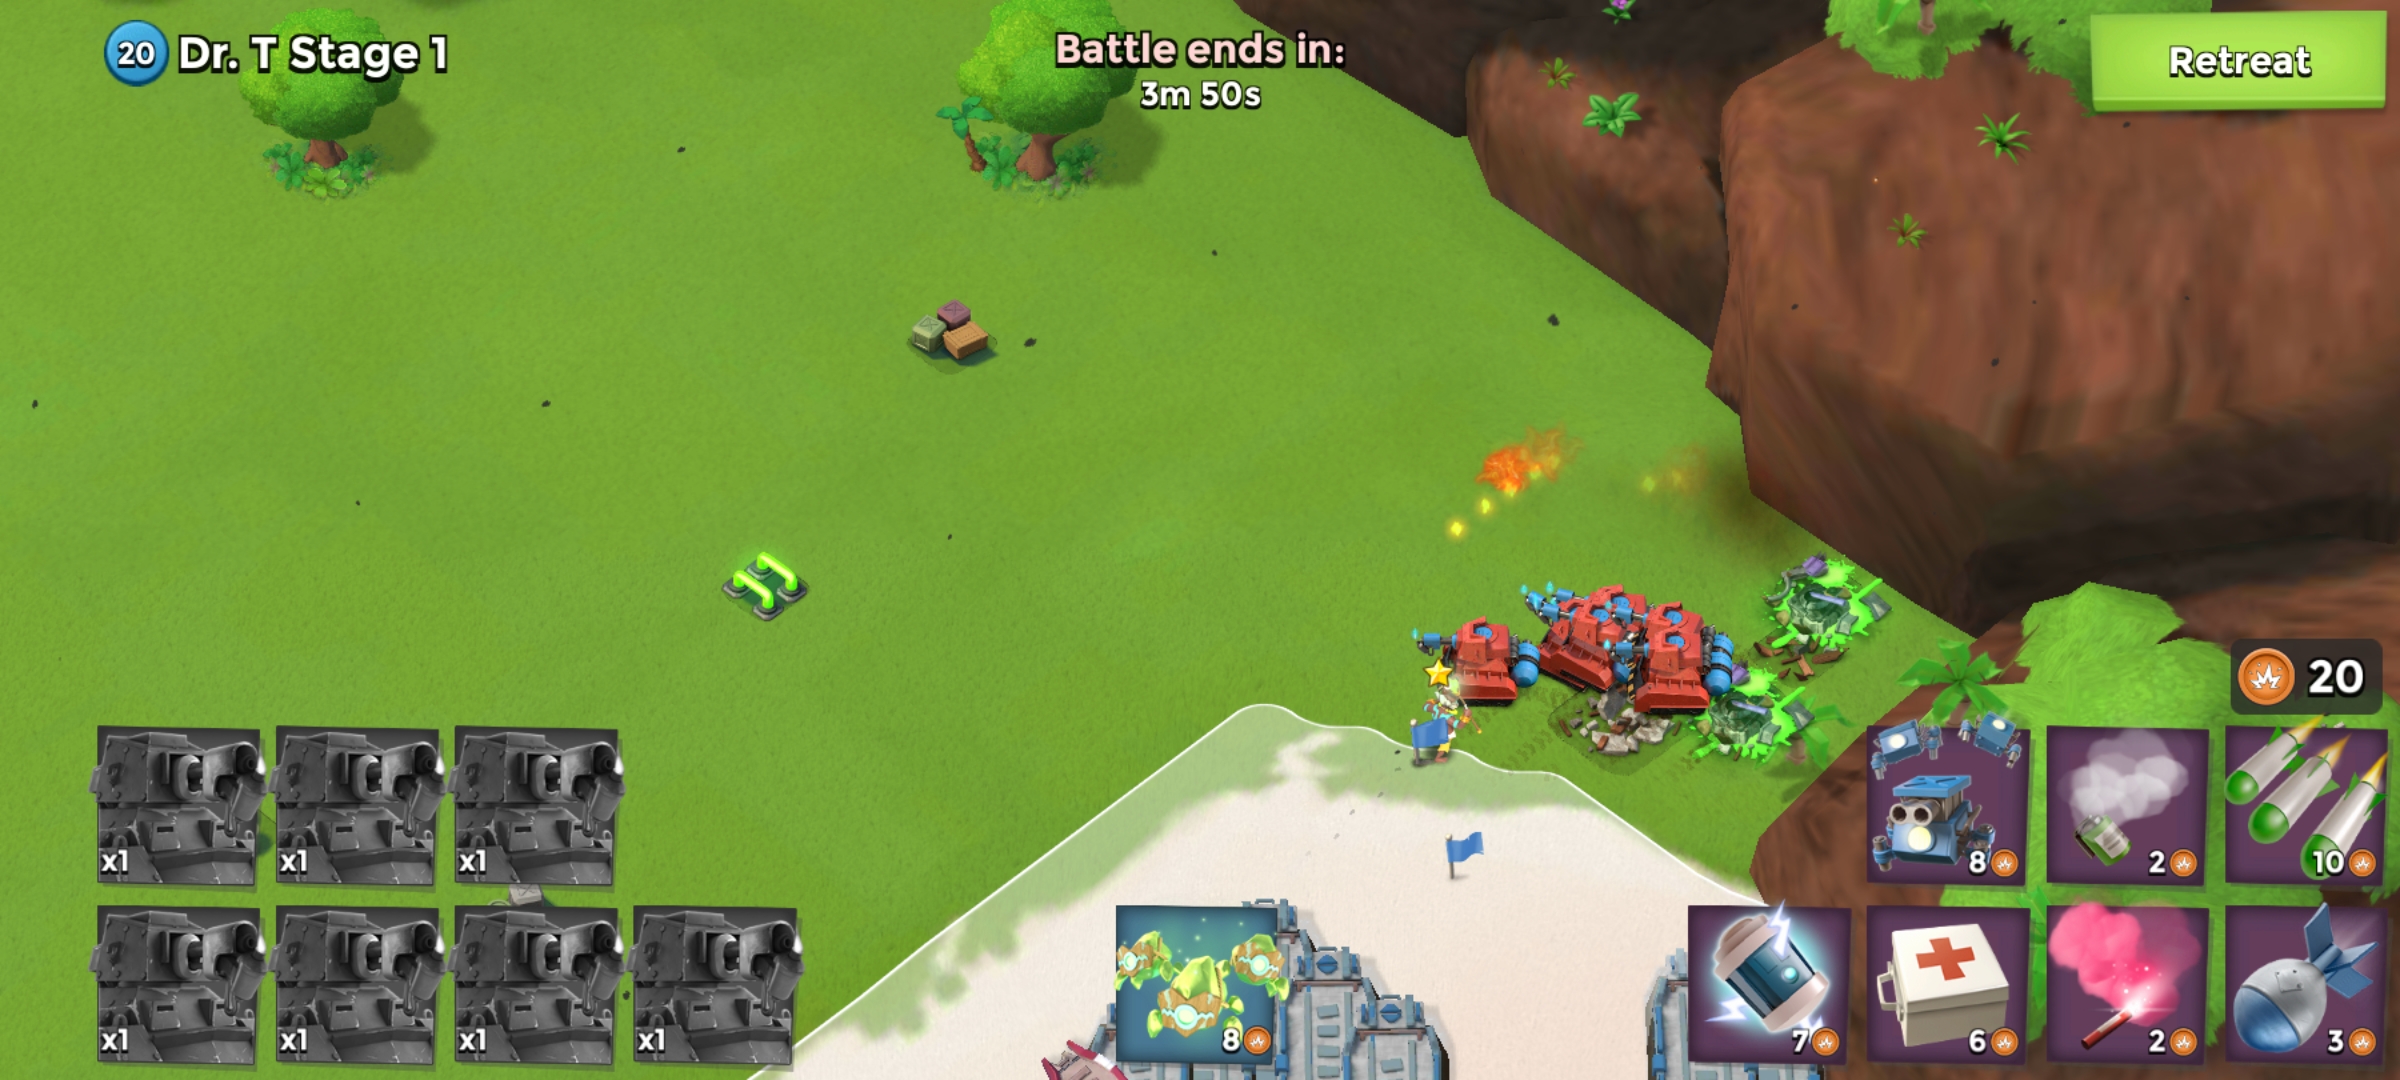 20 Dr. T Stage 1
Battle ends in:
3m 50s
Retreat
20
x1 x1 x1
8 2 10
x1 x1 x1 x1
8 7 6 2 3